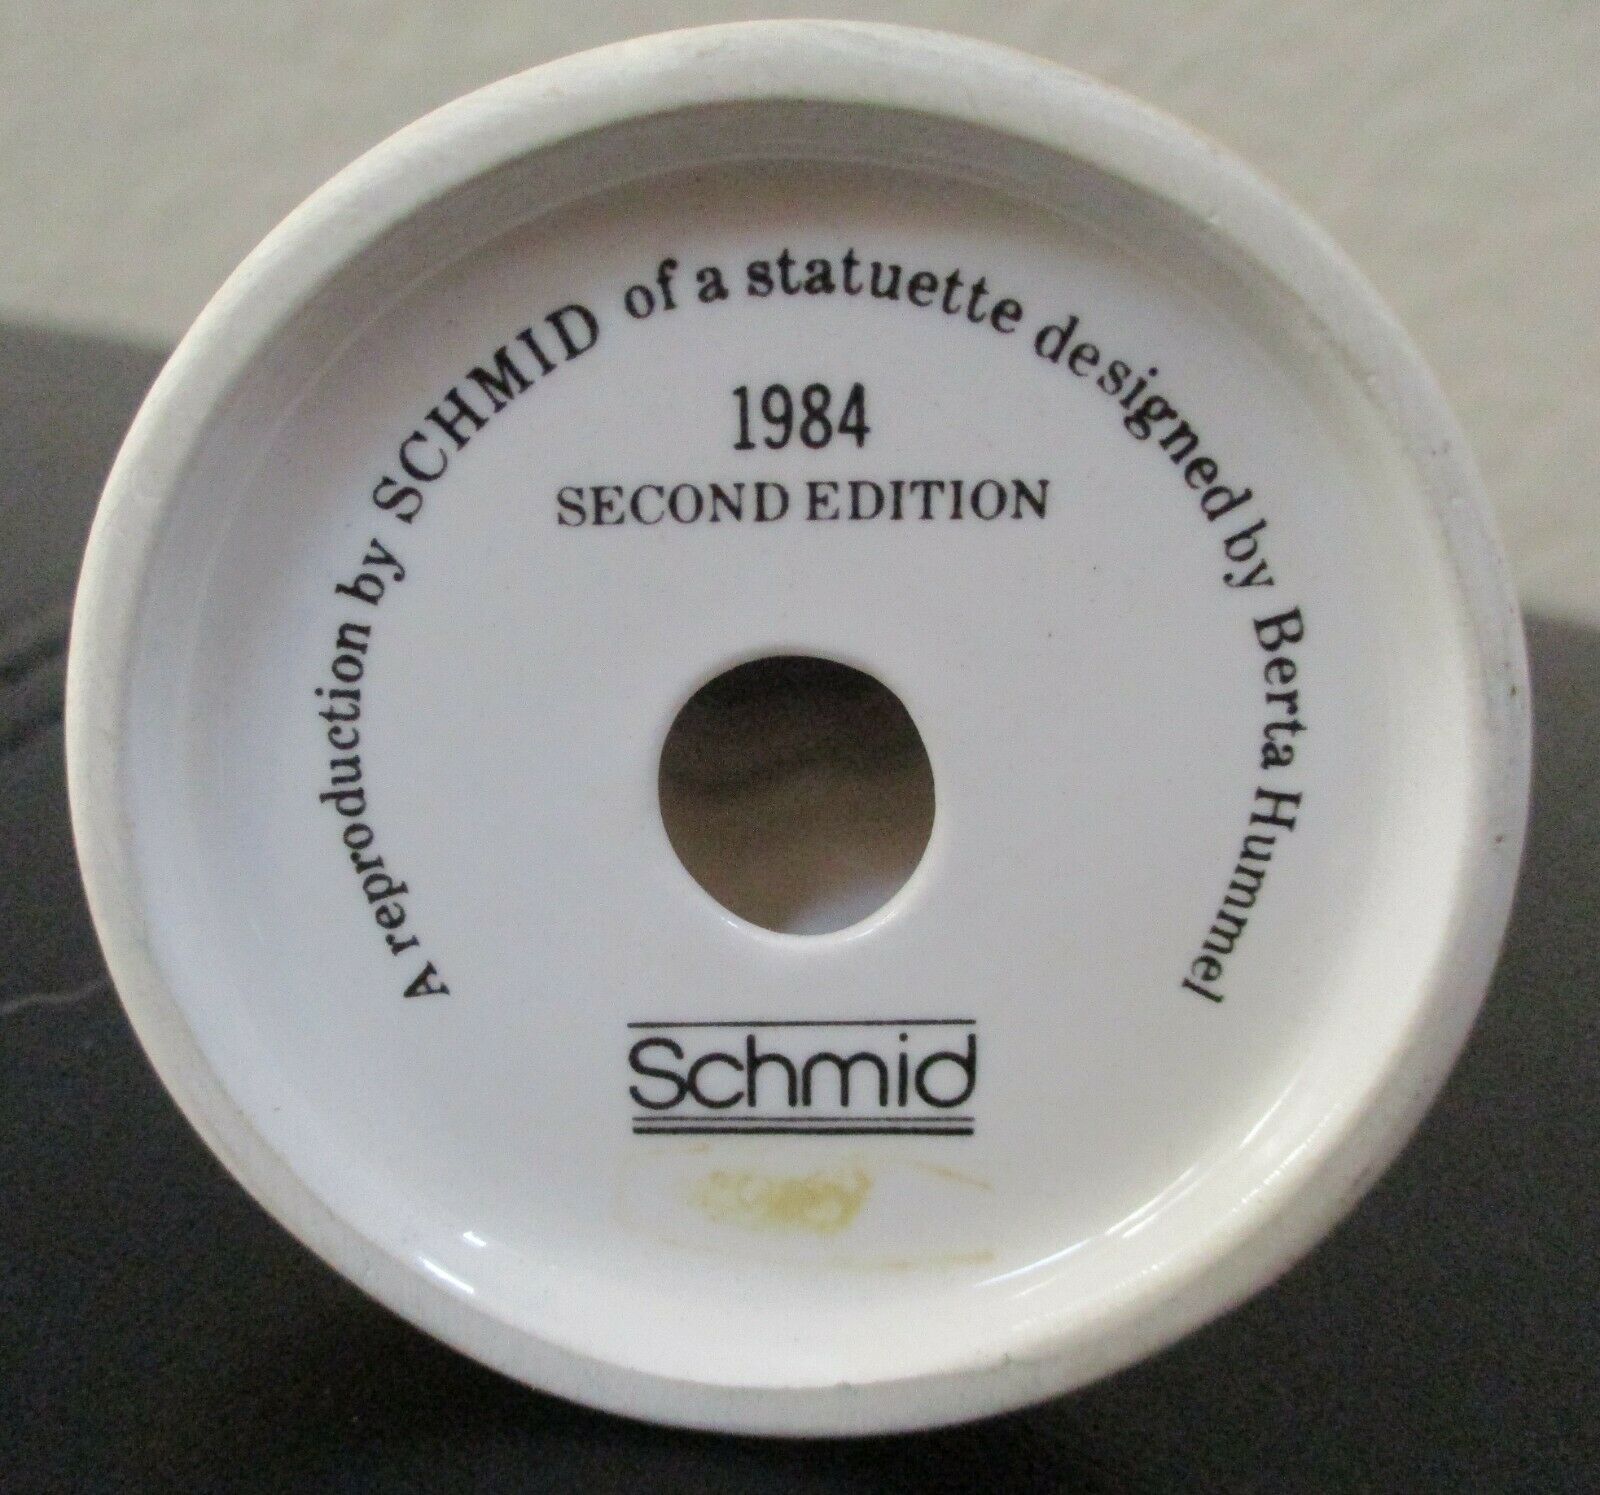 A reproduction by SCHMID of a statuette designed by Berta Hummel
1984
SECOND EDITION
Schmid